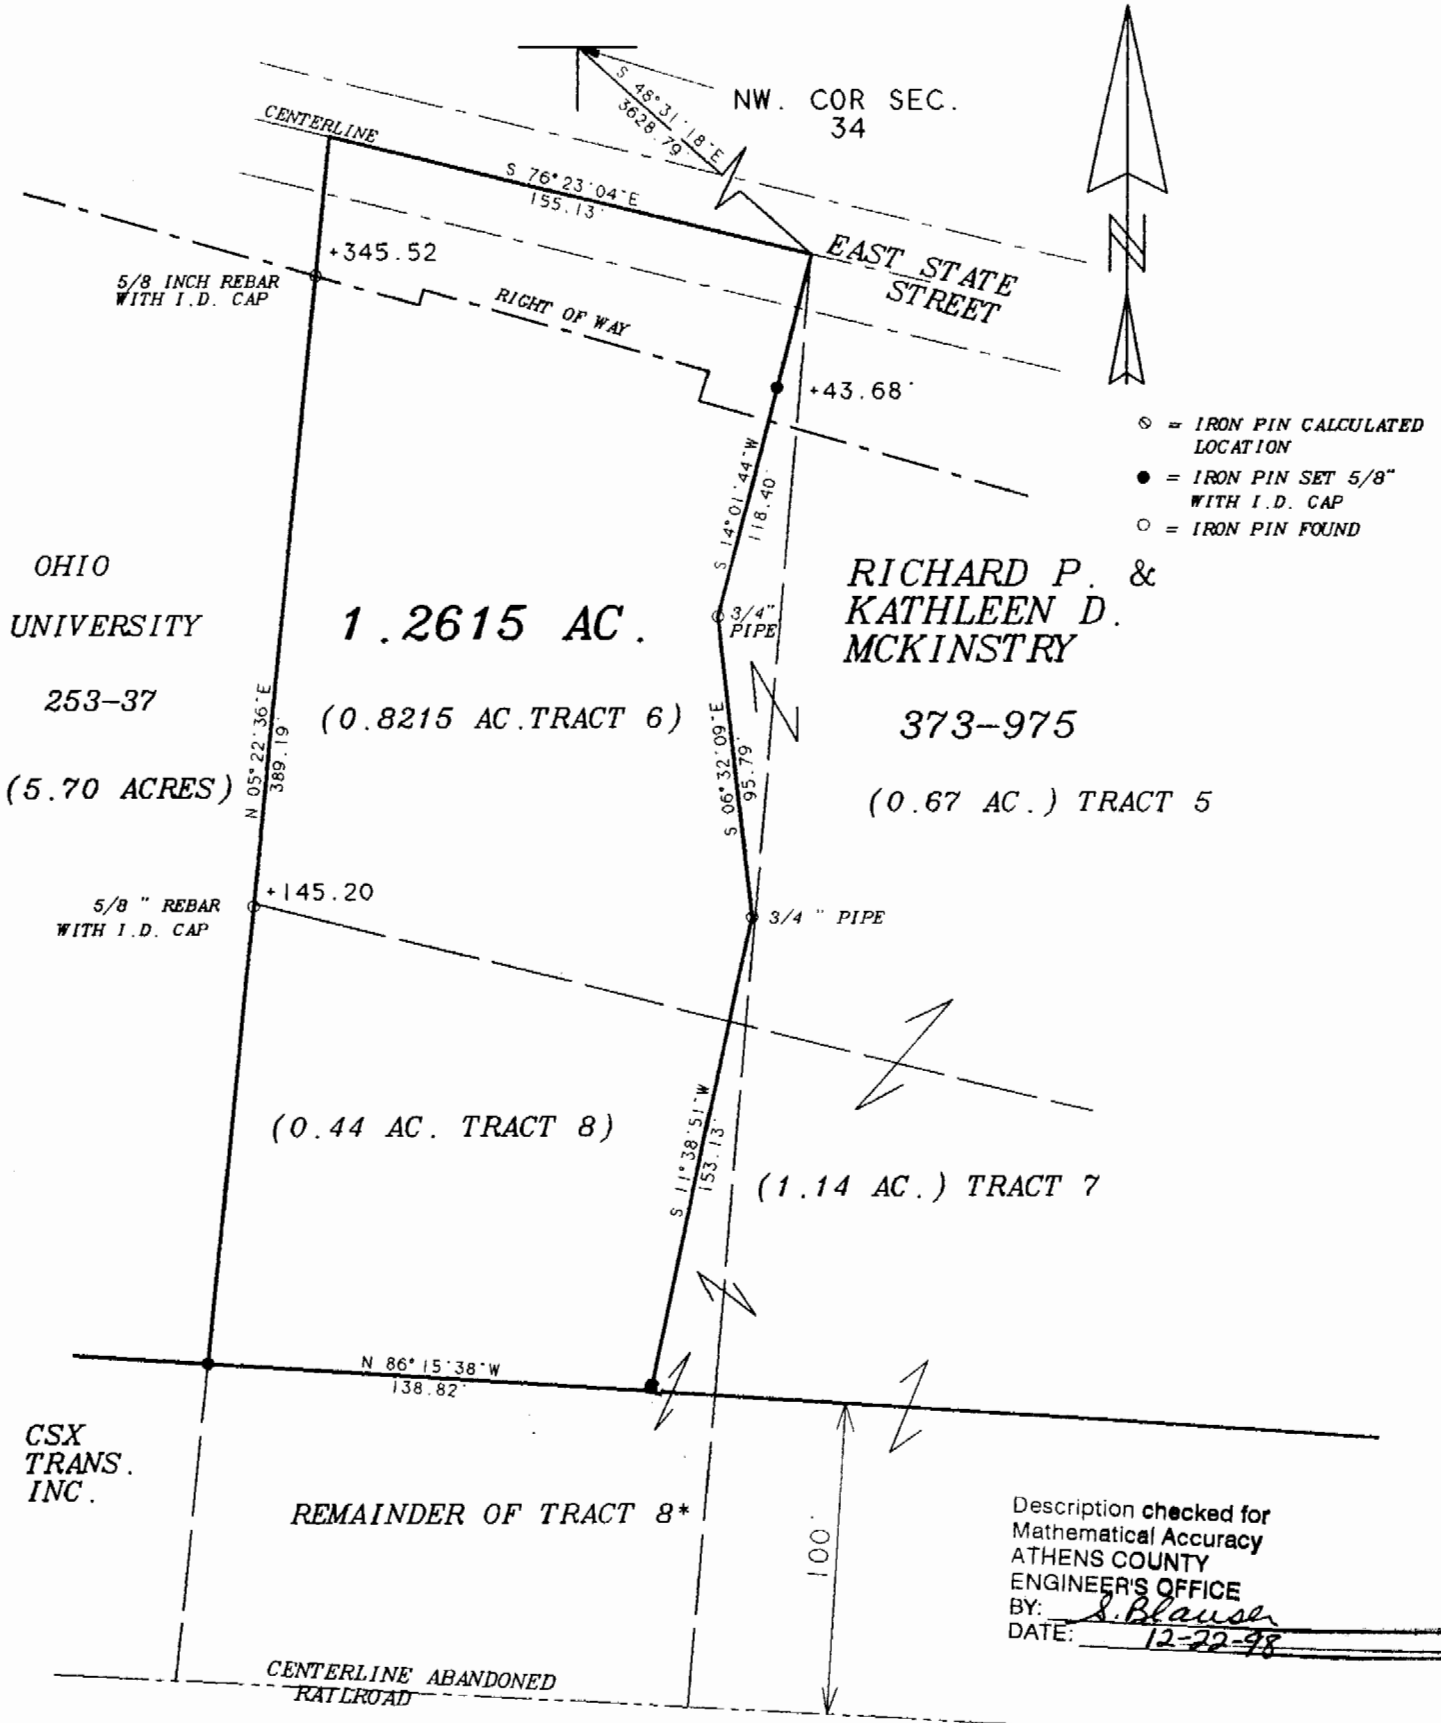 NW. COR SEC.
34
S 48°31'18"E
3628.79'
CENTERLINE
S 76°23'04"E
155.13'
EAST STATE
STREET
+345.52
5/8 INCH REBAR
WITH I.D. CAP
RIGHT OF WAY
+43.68'
⦸ = IRON PIN CALCULATED
LOCATION
● = IRON PIN SET 5/8"
WITH I.D. CAP
○ = IRON PIN FOUND
S 14°01'44"W
118.40'
OHIO
UNIVERSITY
253-37
(5.70 ACRES)
1.2615 AC.
(0.8215 AC.TRACT 6)
3/4"
PIPE
RICHARD P. &
KATHLEEN D.
MCKINSTRY
373-975
(0.67 AC.) TRACT 5
N 05°22'36"E
389.19'
S 06°32'09"E
95.79'
+145.20
5/8 " REBAR
WITH I.D. CAP
3/4 " PIPE
(0.44 AC. TRACT 8)
S 11°38'51"W
153.13'
(1.14 AC.) TRACT 7
N 86°15'38"W
138.82'
CSX
TRANS.
INC.
REMAINDER OF TRACT 8*
100'
Description checked for
Mathematical Accuracy
ATHENS COUNTY
ENGINEER'S OFFICE
BY: S. Blauser
DATE: 12-22-98
CENTERLINE ABANDONED
RAILROAD